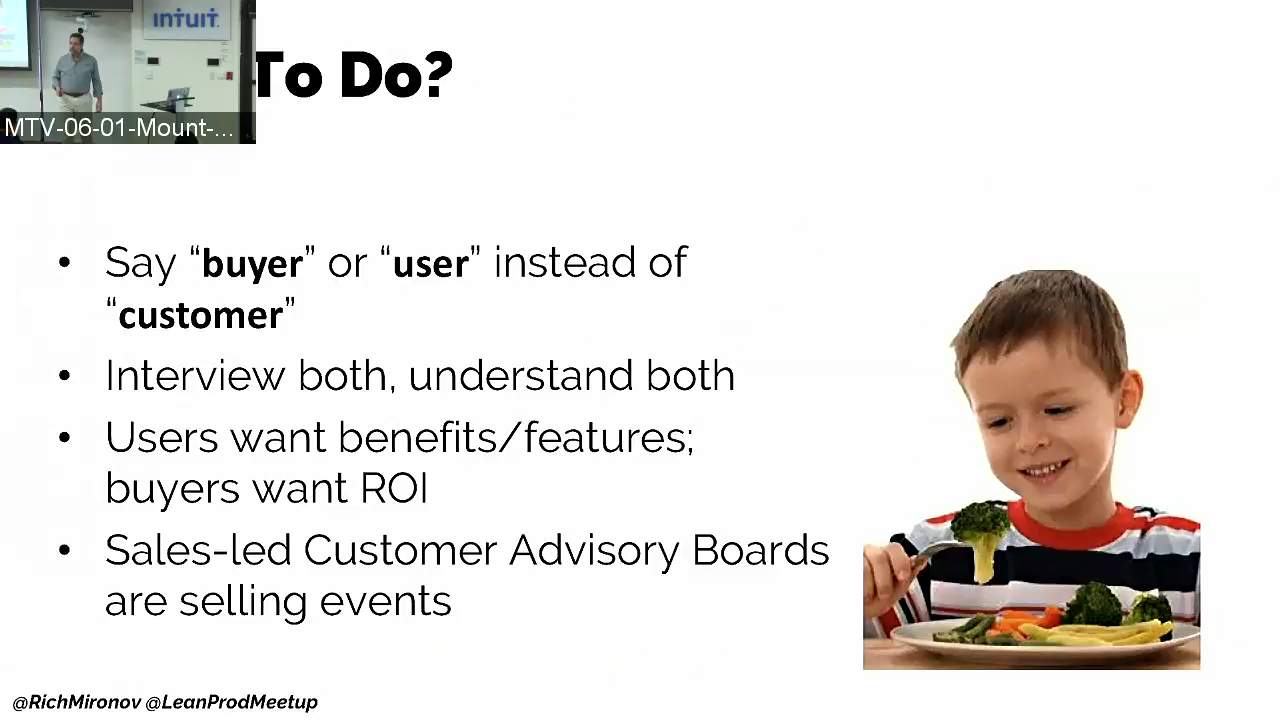 intuit.
MTV-06-01-Mount-...
To Do?
• Say “buyer” or “user” instead of
“customer”
• Interview both, understand both
• Users want benefits/features;
buyers want ROI
• Sales-led Customer Advisory Boards
are selling events
@RichMironov @LeanProdMeetup